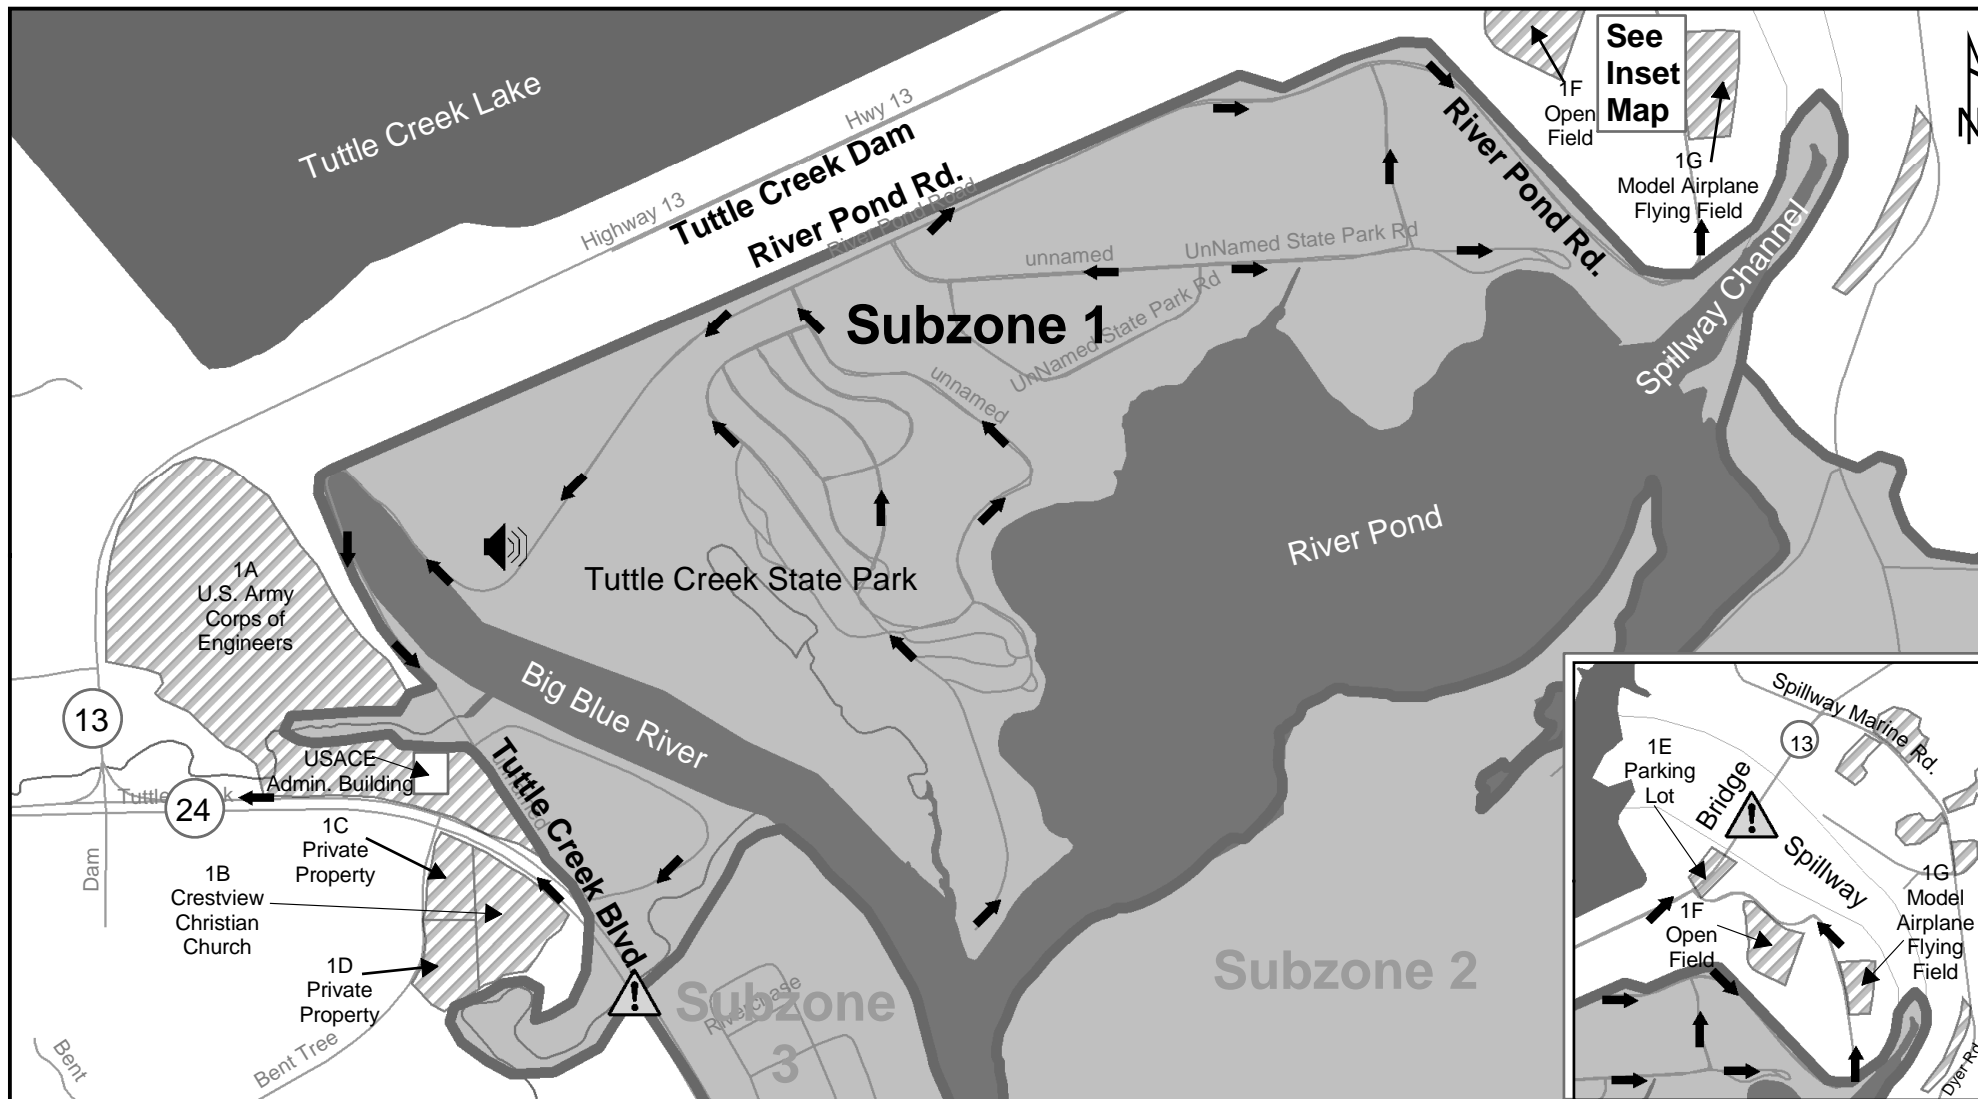 Tuttle Creek Lake
Hwy 13
Highway 13
Tuttle Creek Dam
River Pond Rd.
River Pond Road
1F
Open
Field
See
Inset
Map
1G
Model Airplane
Flying Field
N
River Pond Rd.
Spillway Channel
unnamed
UnNamed State Park Rd
UnNamed State Park Rd
Subzone 1
unnamed
River Pond
Tuttle Creek State Park
1A
U.S. Army
Corps of
Engineers
Big Blue River
13
USACE
Admin. Building
Tuttle
24
Tuttle Creek Blvd.
1C
Private
Property
1B
Crestview
Christian
Church
1D
Private
Property
Dam
Bent
Bent Tree
Riverchase
Subzone
3
Subzone 2
Spillway Marine Rd.
13
1E
Parking
Lot
Bridge
Spillway
1F
Open
Field
1G
Model
Airplane
Flying
Field
Dyer Rd.